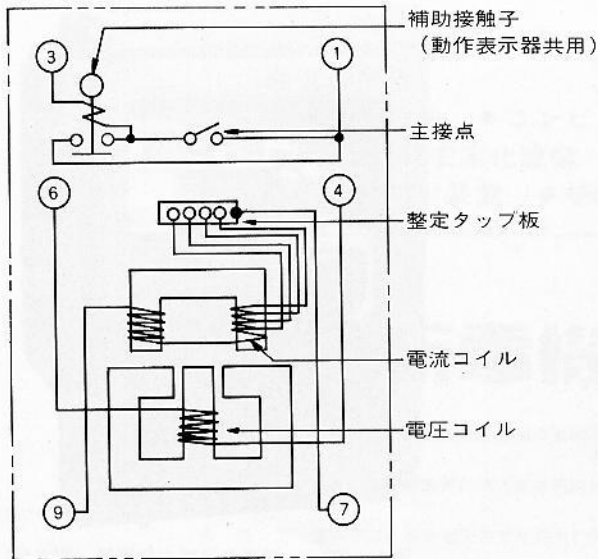 補助接触子
(動作表示器共用)
③
①
主接点
⑥
④
整定タップ板
電流コイル
電圧コイル
⑨
⑦